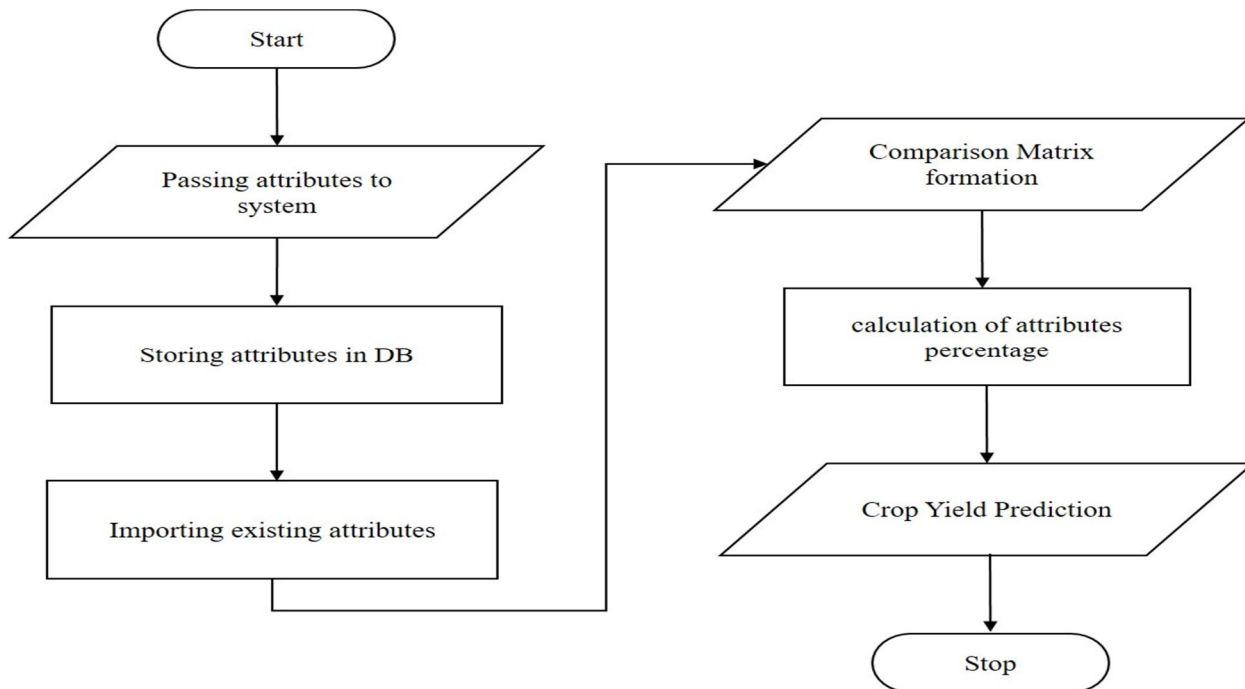 Start
Passing attributes to
system
Storing attributes in DB
Importing existing attributes
Comparison Matrix
formation
calculation of attributes
percentage
Crop Yield Prediction
Stop